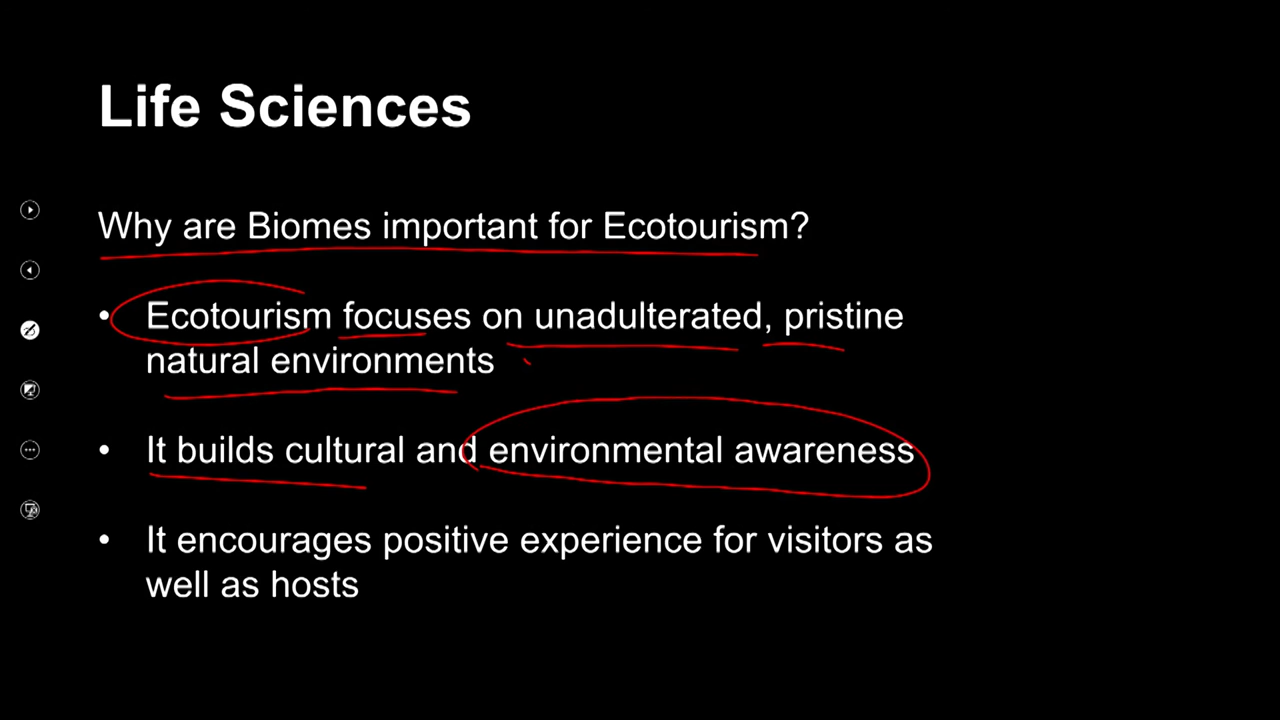 Life Sciences
Why are Biomes important for Ecotourism?
• Ecotourism focuses on unadulterated, pristine
natural environments
• It builds cultural and environmental awareness
• It encourages positive experience for visitors as
well as hosts